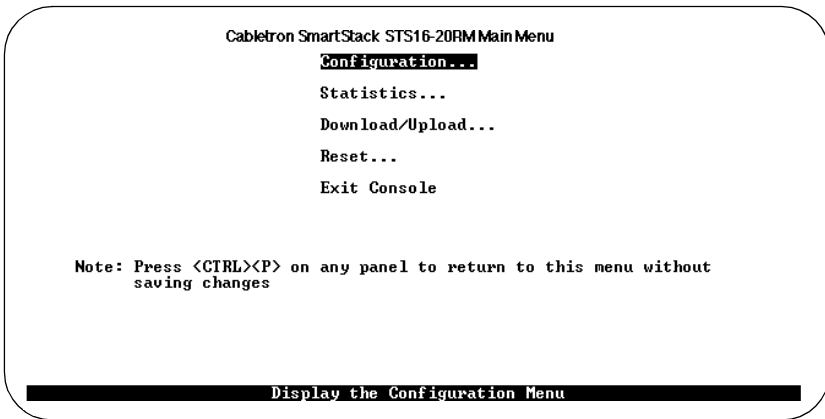 Cabletron SmartStack STS16-20RM Main Menu
Configuration...
Statistics...
Download/Upload...
Reset...
Exit Console
Note: Press <CTRL><P> on any panel to return to this menu without
saving changes
Display the Configuration Menu